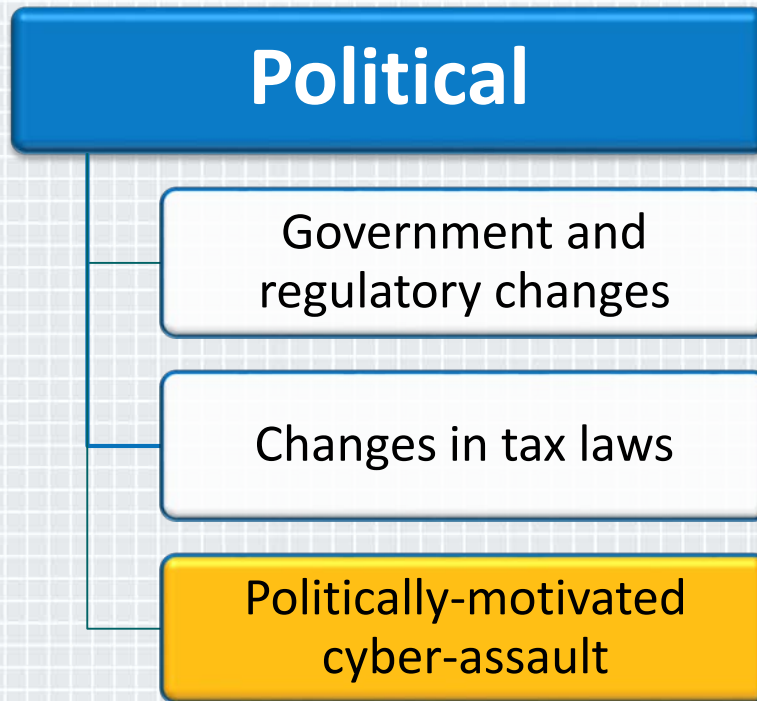 Political
Government and
regulatory changes
Changes in tax laws
Politically-motivated
cyber-assault